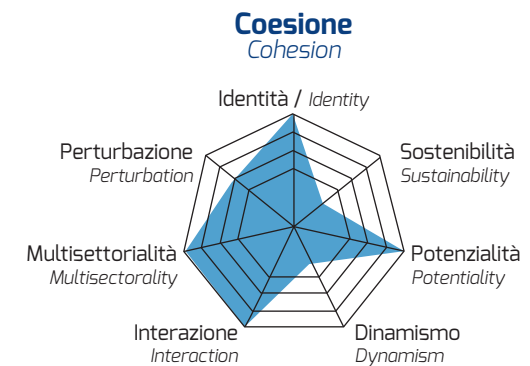 Coesione
Cohesion
Identità / Identity
Perturbazione
Perturbation
Sostenibilità
Sustainability
Multisettorialità
Multisectorality
Potenzialità
Potentiality
Interazione
Interaction
Dinamismo
Dynamism